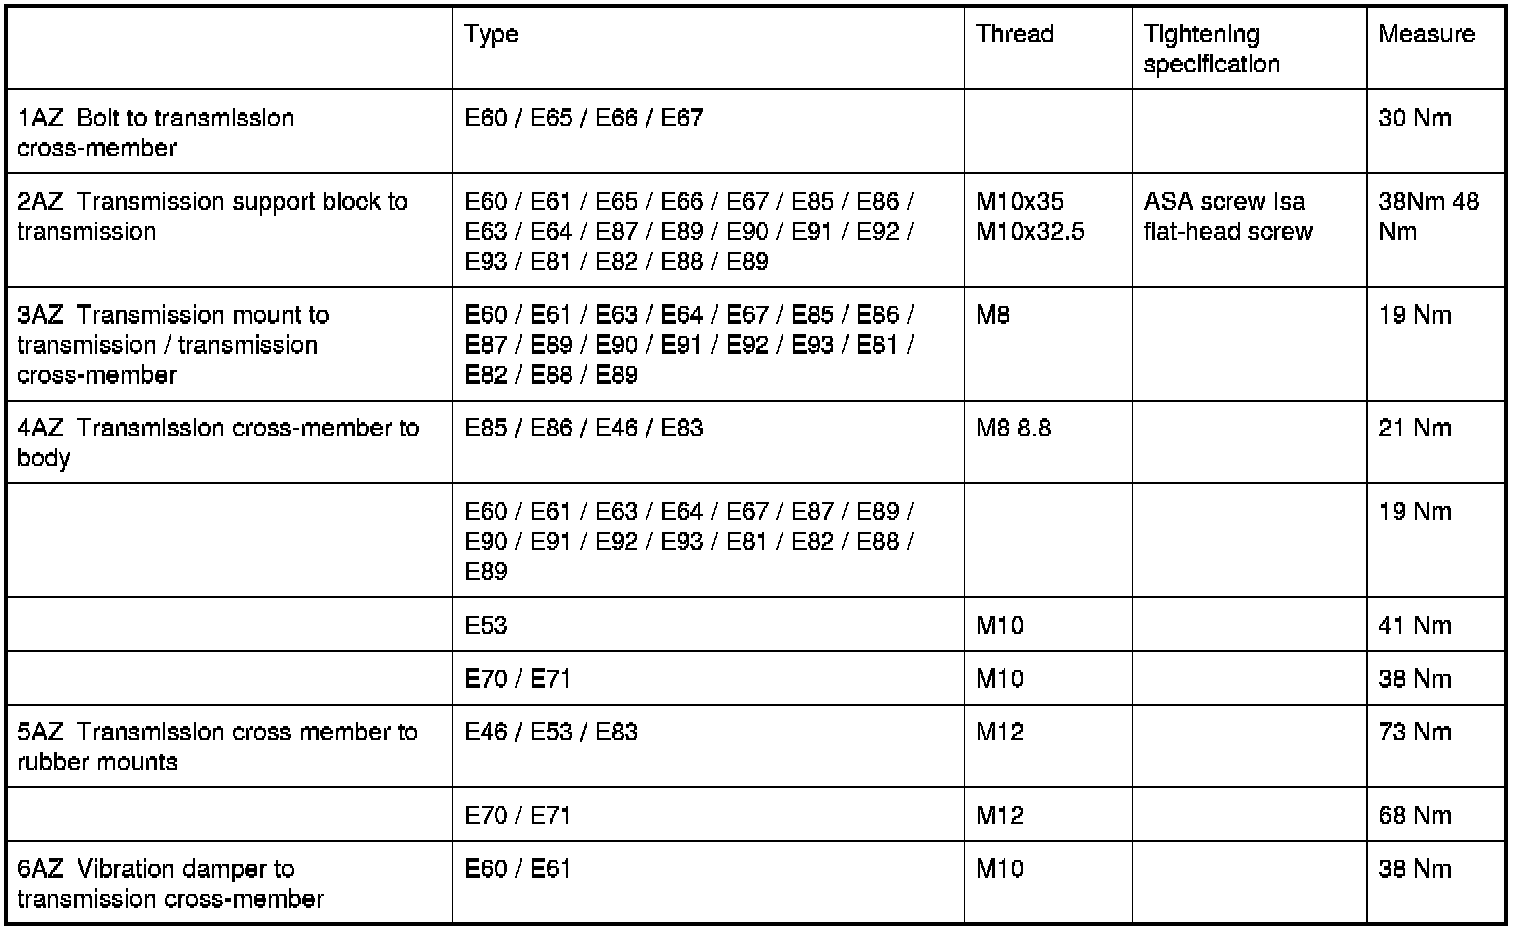 Type Thread Tightening Measure
specification
1AZ Bolt to transmission E60 / E65 / E66 / E67 30 Nm
cross-member
2AZ Transmission support block to E60 / E61 / E65 / E66 / E67 / E85 / E86 / M10x35 ASA screw Isa 38Nm 48
transmission E63 / E64 / E87 / E89 / E90 / E91 / E92 / M10x32.5 flat-head screw Nm
E93 / E81 / E82 / E88 / E89
3AZ Transmission mount to E60 / E61 / E63 / E64 / E67 / E85 / E86 / M8 19 Nm
transmission / transmission E87 / E89 / E90 / E91 / E92 / E93 / E81 /
cross-member E82 / E88 / E89
4AZ Transmission cross-member to E85 / E86 / E46 / E83 M8 8.8 21 Nm
body
E60 / E61 / E63 / E64 / E67 / E87 / E89 / 19 Nm
E90 / E91 / E92 / E93 / E81 / E82 / E88 /
E89
E53 M10 41 Nm
E70 / E71 M10 38 Nm
5AZ Transmission cross member to E46 / E53 / E83 M12 73 Nm
rubber mounts
E70 / E71 M12 68 Nm
6AZ Vibration damper to E60 / E61 M10 38 Nm
transmission cross-member